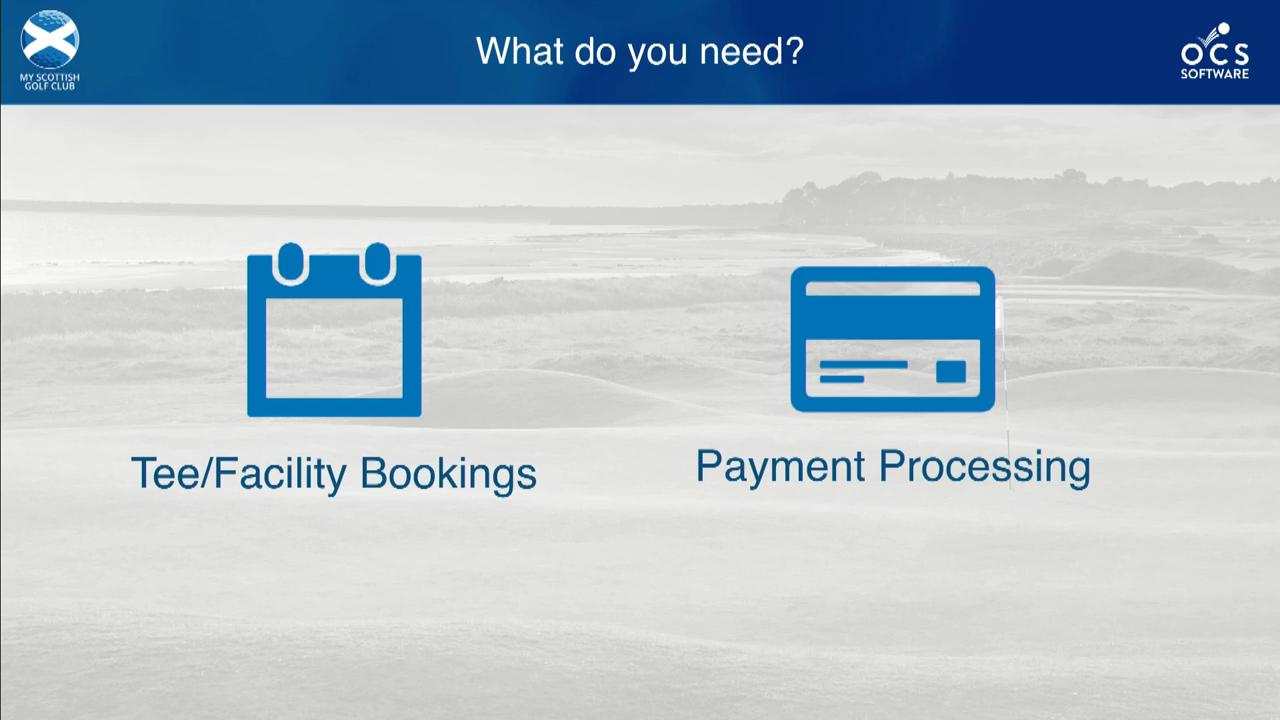 What do you need?
MY SCOTTISH
GOLF CLUB
OCS
SOFTWARE
Tee/Facility Bookings
Payment Processing